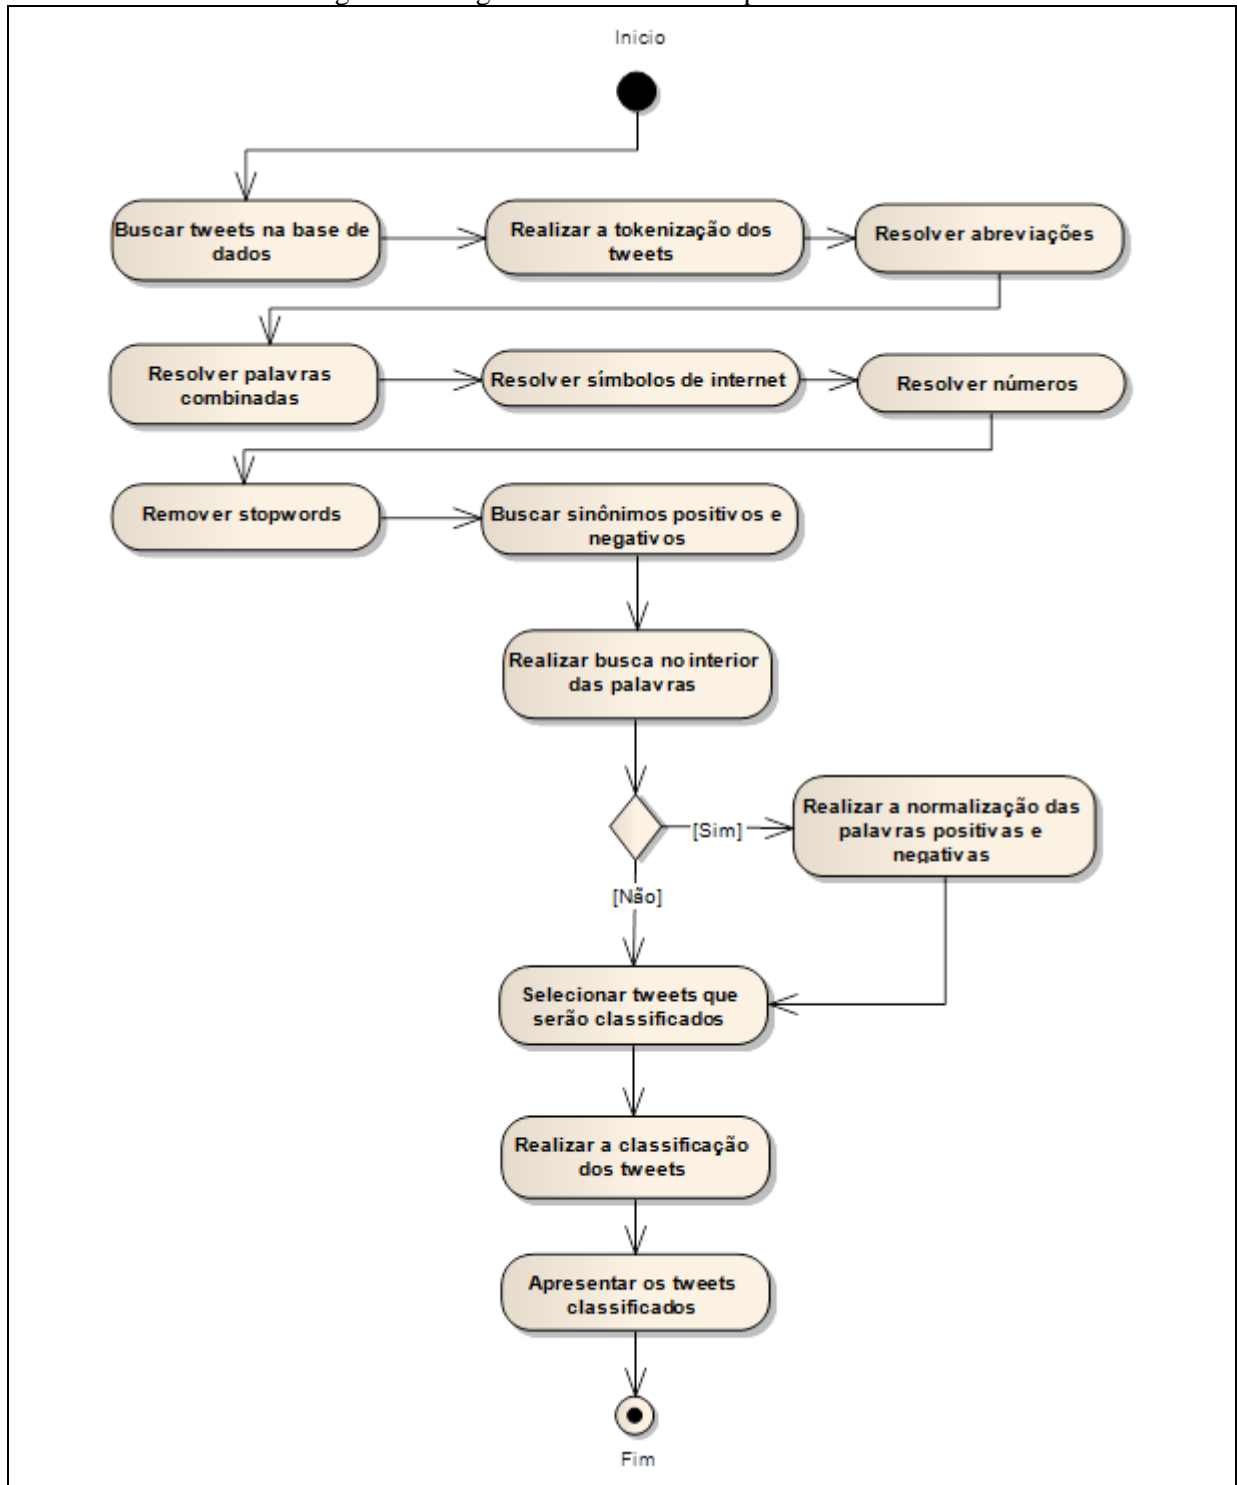 Inicio
Buscar tweets na base de
dados
Realizar a tokenização dos
tweets
Resolver abreviações
Resolver palavras
combinadas
Resolver símbolos de internet
Resolver números
Remover stopwords
Buscar sinônimos positivos e
negativos
Realizar busca no interior
das palavras
[Sim]
Realizar a normalização das
palavras positivas e
negativas
[Não]
Selecionar tweets que
serão classificados
Realizar a classificação
dos tweets
Apresentar os tweets
classificados
Fim